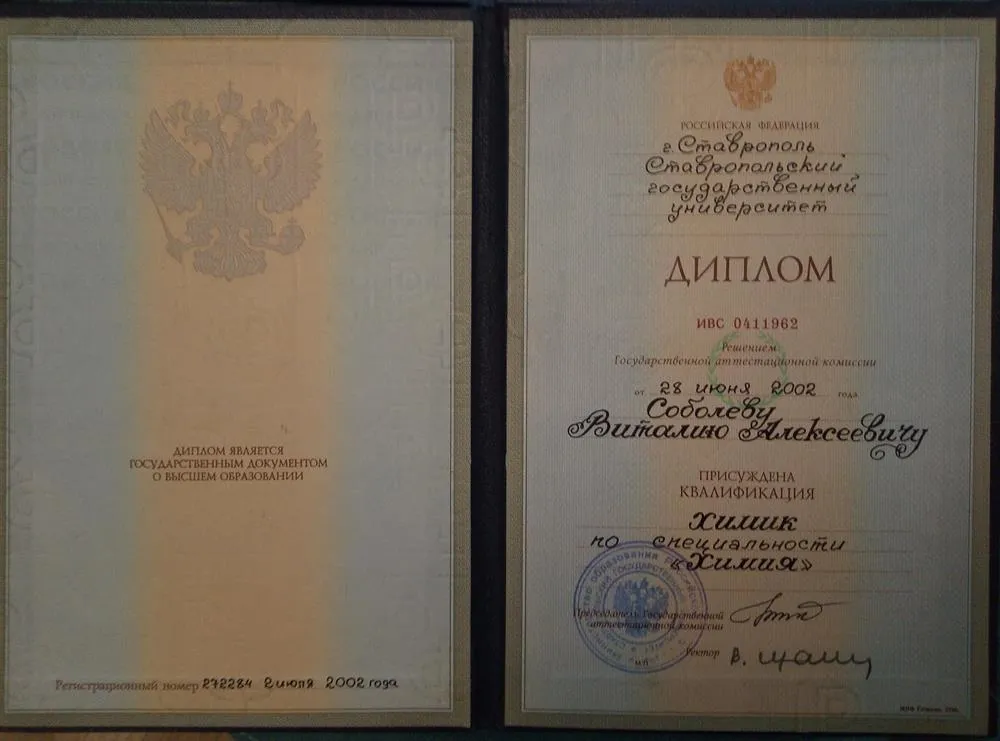 ДИПЛОМ ЯВЛЯЕТСЯ
ГОСУДАРСТВЕННЫМ ДОКУМЕНТОМ
О ВЫСШЕМ ОБРАЗОВАНИИ
Регистрационный номер 272284 2 июля 2002 года
РОССИЙСКАЯ ФЕДЕРАЦИЯ
г. Ставрополь
Ставропольский
государственный
университет
ДИПЛОМ
ИВС 0411962
Решением
Государственной аттестационной комиссии
от 28 июня 2002 года
Соболеву
Виталию Алексеевичу
ПРИСУЖДЕНА
КВАЛИФИКАЦИЯ
химик
по специальности
«Химия»
Председатель Государственной
аттестационной комиссии
Ректор